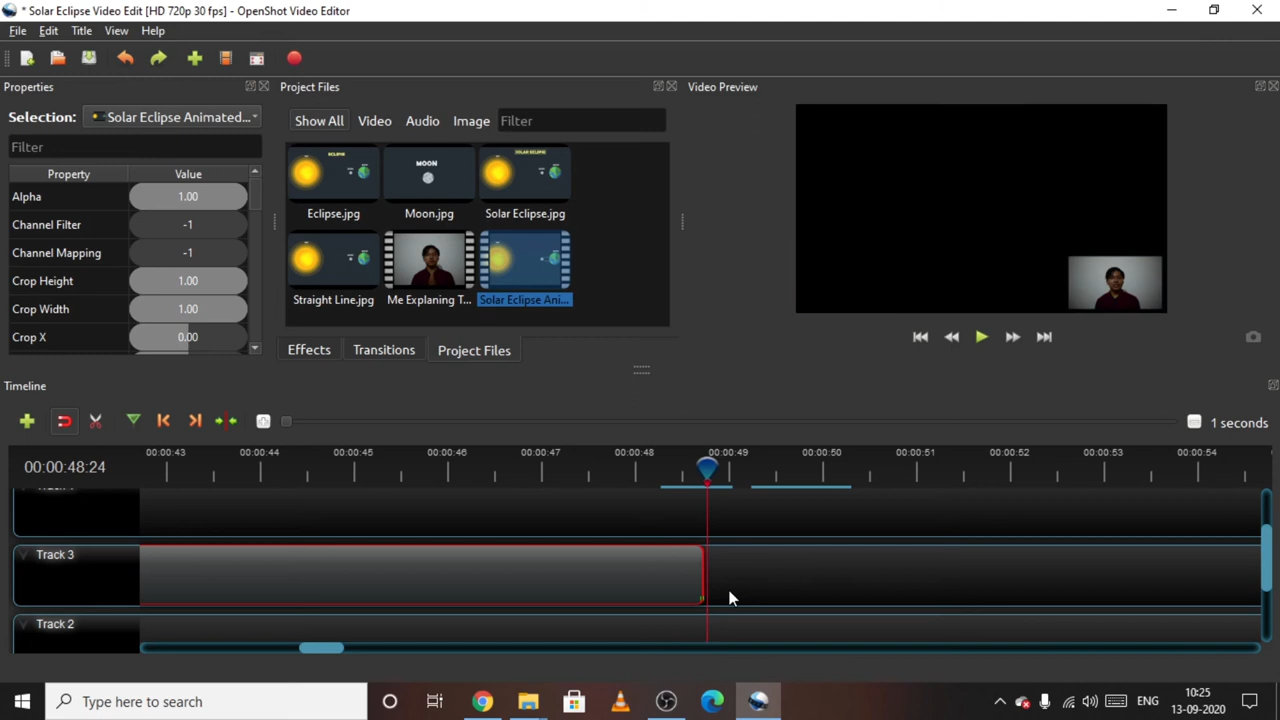 * Solar Eclipse Video Edit [HD 720p 30 fps] - OpenShot Video Editor
File Edit Title View Help
Properties
Project Files
Video Preview
Selection: Solar Eclipse Animated...
Show All Video Audio Image Filter
Filter
Property Value
Alpha 1.00
Channel Filter -1
Channel Mapping -1
Crop Height 1.00
Crop Width 1.00
Crop X 0.00
ECLIPSE
MOON
SOLAR ECLIPSE
Eclipse.jpg Moon.jpg Solar Eclipse.jpg
Straight Line.jpg Me Explaning T... Solar Eclipse Ani...
Effects Transitions Project Files
Timeline
1 seconds
00:00:48:24
00:00:43 00:00:44 00:00:45 00:00:46 00:00:47 00:00:48 00:00:49 00:00:50 00:00:51 00:00:52 00:00:53 00:00:54
Track 3
Track 2
Type here to search
ENG
10:25
13-09-2020